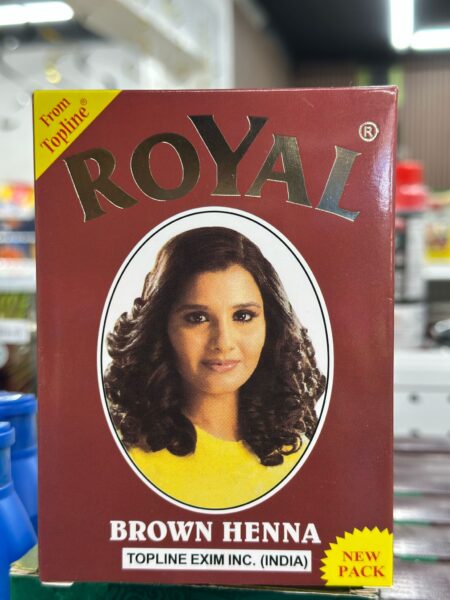 From
Topline®
ROYAL®
BROWN HENNA
TOPLINE EXIM INC. (INDIA)
NEW
PACK